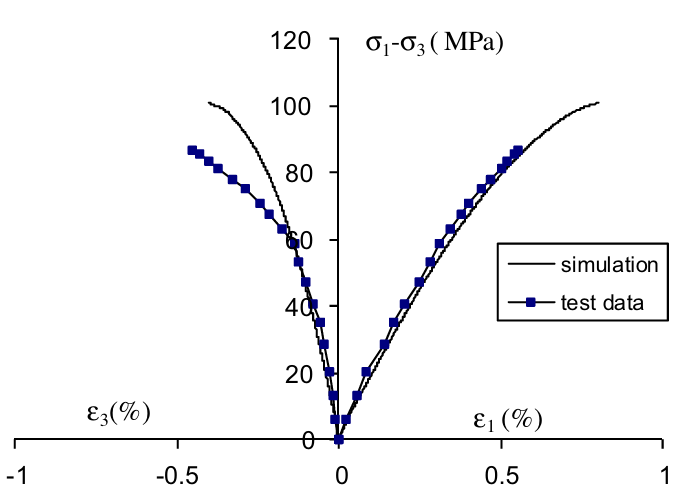 120
σ₁-σ₃ ( MPa)
100
80
60
40
20
0
simulation
test data
ε₃(%)
ε₁ (%)
-1 -0.5 0 0.5 1